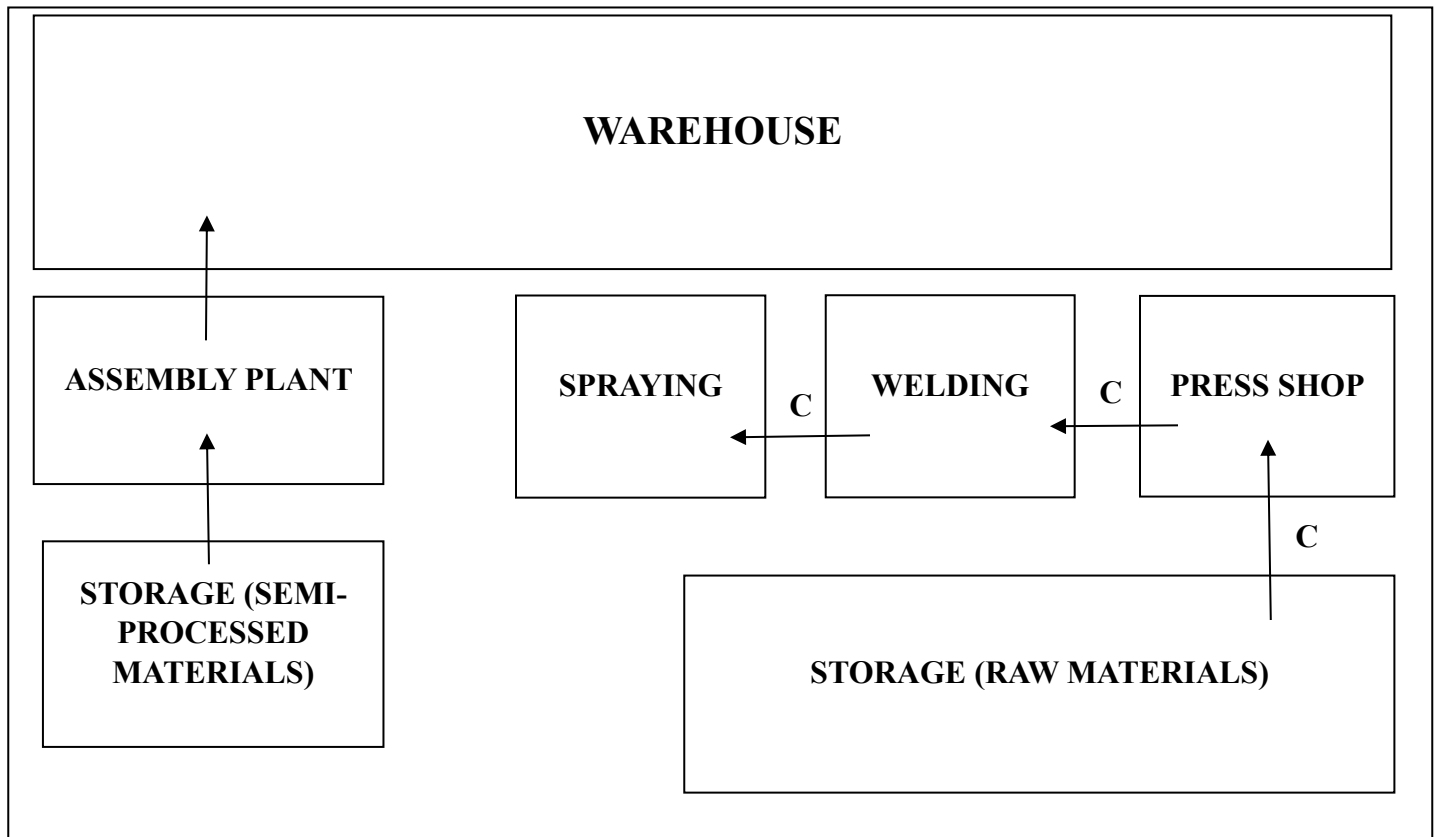 WAREHOUSE
ASSEMBLY PLANT
SPRAYING
C
WELDING
C
PRESS SHOP
C
STORAGE (SEMI-
PROCESSED
MATERIALS)
STORAGE (RAW MATERIALS)